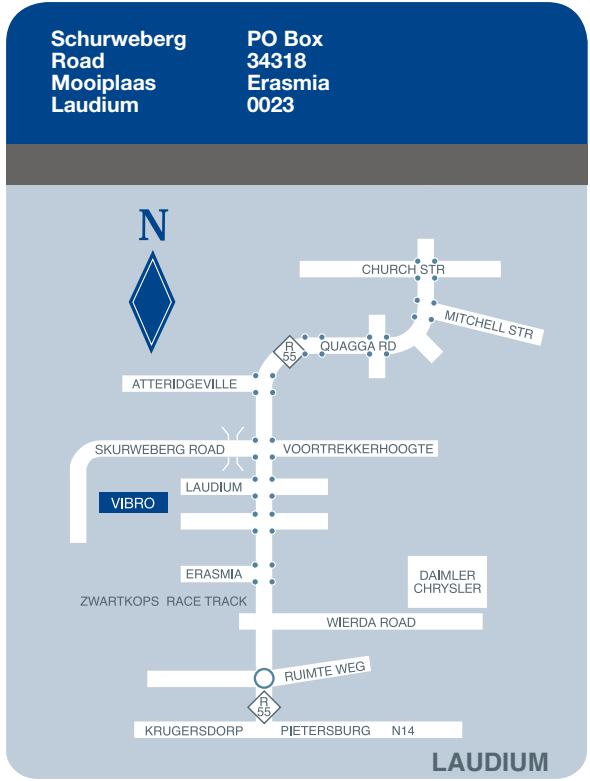 Schurweberg
Road
Mooiplaas
Laudium
PO Box
34318
Erasmia
0023
N
CHURCH STR
MITCHELL STR
R
55
QUAGGA RD
ATTERIDGEVILLE
SKURWEBERG ROAD
VOORTREKKERHOOGTE
LAUDIUM
VIBRO
ERASMIA
DAIMLER
CHRYSLER
ZWARTKOPS RACE TRACK
WIERDA ROAD
RUIMTE WEG
R
55
KRUGERSDORP PIETERSBURG N14
LAUDIUM